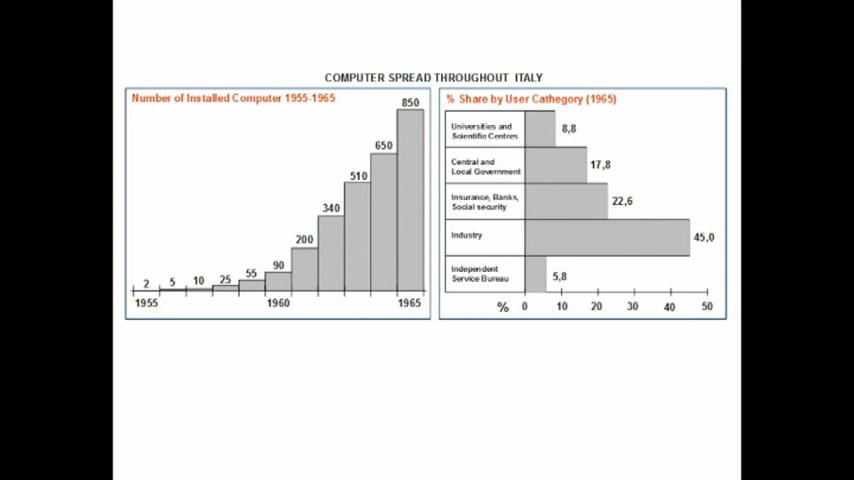 COMPUTER SPREAD THROUGHOUT ITALY
Number of Installed Computer 1955-1965
2
5
10
25
55
90
200
340
510
650
850
1955
1960
1965
% Share by User Cathegory (1965)
Universities and
Scientific Centres
8,8
Central and
Local Government
17,8
Insurance, Banks,
Social security
22,6
Industry
45,0
Independent
Service Bureau
5,8
% 0 10 20 30 40 50